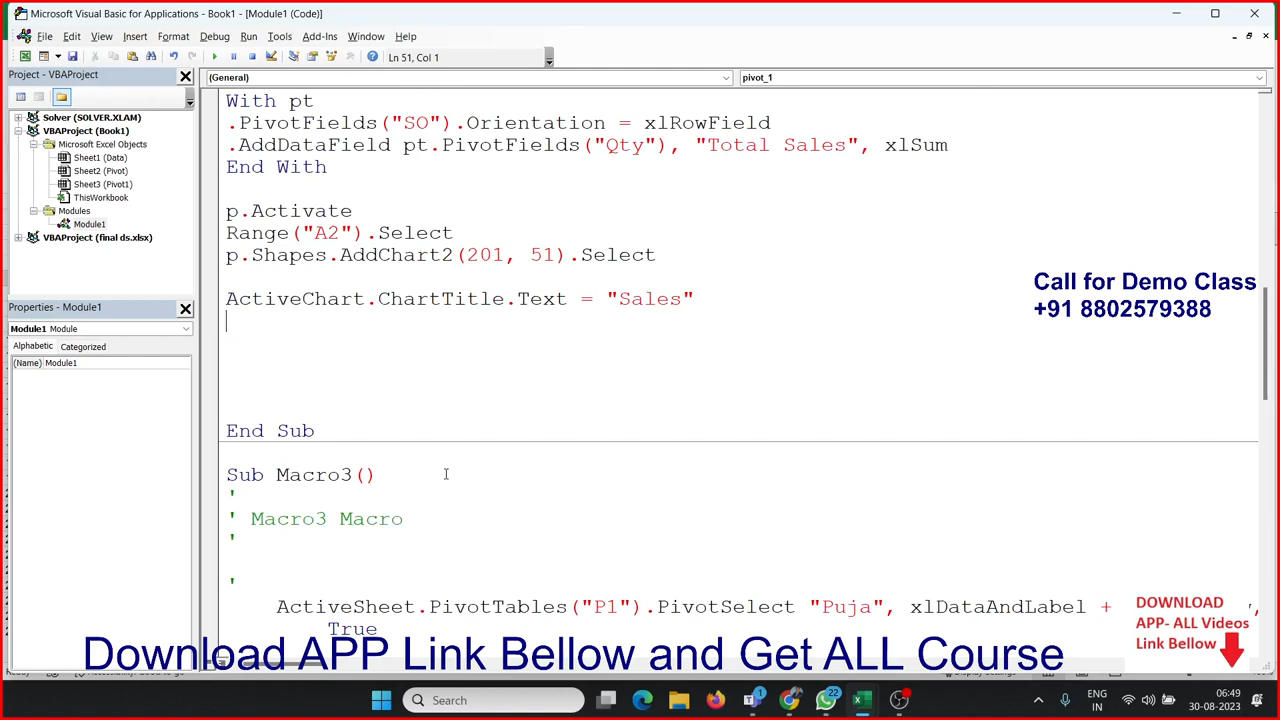 Microsoft Visual Basic for Applications - Book1 - [Module1 (Code)]
File Edit View Insert Format Debug Run Tools Add-Ins Window Help
Ln 51, Col 1
Project - VBAProject
(General)
pivot_1
Solver (SOLVER.XLAM)
VBAProject (Book1)
Microsoft Excel Objects
Sheet1 (Data)
Sheet2 (Pivot)
Sheet3 (Pivot1)
ThisWorkbook
Modules
Module1
VBAProject (final ds.xlsx)
Properties - Module1
Module1 Module
Alphabetic Categorized
(Name) Module1
With pt
.PivotFields("SO").Orientation = xlRowField
.AddDataField pt.PivotFields("Qty"), "Total Sales", xlSum
End With
p.Activate
Range("A2").Select
p.Shapes.AddChart2(201, 51).Select
ActiveChart.ChartTitle.Text = "Sales"
End Sub
Sub Macro3()
'
' Macro3 Macro
'
'
ActiveSheet.PivotTables("P1").PivotSelect "Puja", xlDataAndLabel +
True
Call for Demo Class
+91 8802579388
DOWNLOAD
APP- ALL Videos
Link Bellow
Download APP Link Bellow and Get ALL Course
Search
1
22
ENG
IN
06:49
30-08-2023